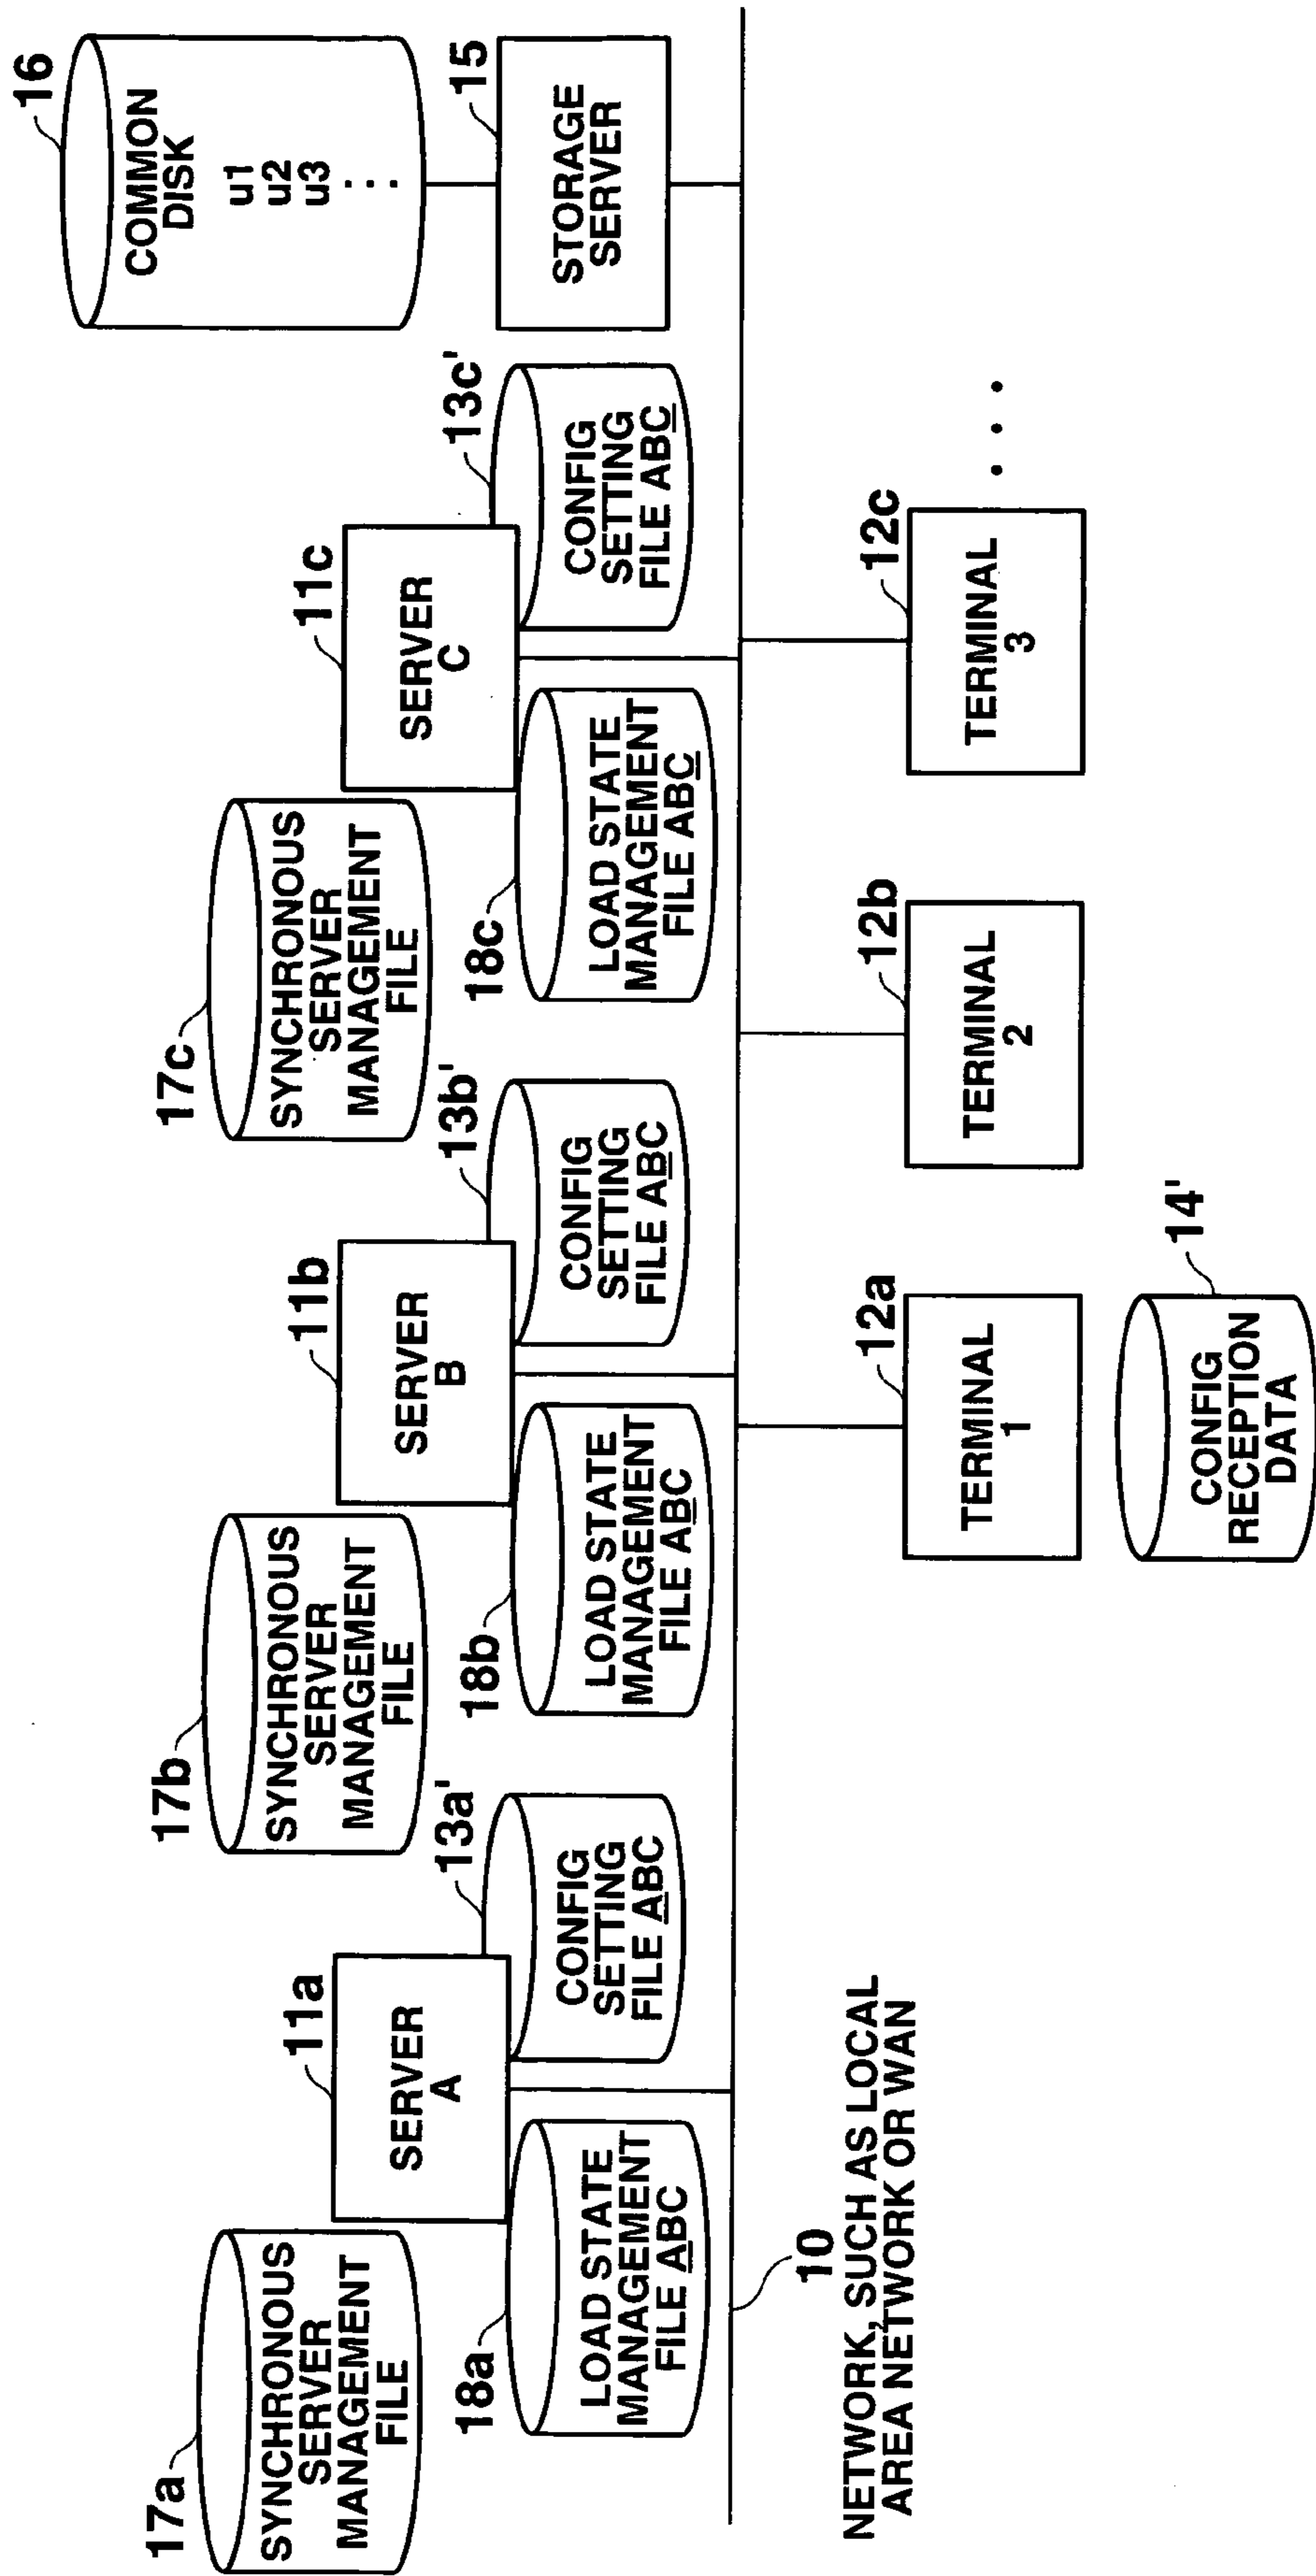 17a
SYNCHRONOUS
SERVER
MANAGEMENT
FILE
11a
SERVER
A
13a'
CONFIG
SETTING
FILE ABC
18a
LOAD STATE
MANAGEMENT
FILE ABC
17b
SYNCHRONOUS
SERVER
MANAGEMENT
FILE
11b
SERVER
B
13b'
CONFIG
SETTING
FILE ABC
18b
LOAD STATE
MANAGEMENT
FILE ABC
17c
SYNCHRONOUS
SERVER
MANAGEMENT
FILE
11c
SERVER
C
13c'
CONFIG
SETTING
FILE ABC
18c
LOAD STATE
MANAGEMENT
FILE ABC
16
COMMON
DISK
u1
u2
u3
...
15
STORAGE
SERVER
10
NETWORK, SUCH AS LOCAL
AREA NETWORK OR WAN
12a
TERMINAL
1
14'
CONFIG
RECEPTION
DATA
12b
TERMINAL
2
12c
TERMINAL
3
...